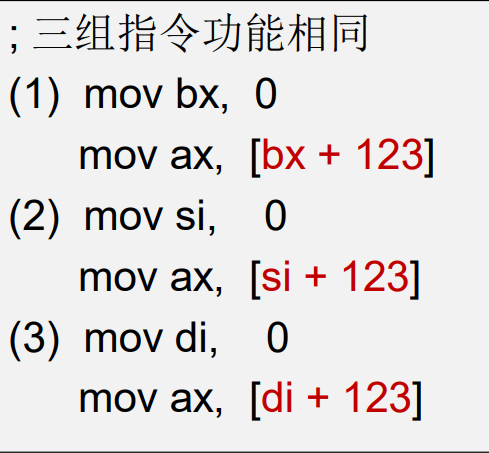 ; 三组指令功能相同
(1) mov bx, 0
mov ax, [bx + 123]
(2) mov si, 0
mov ax, [si + 123]
(3) mov di, 0
mov ax, [di + 123]